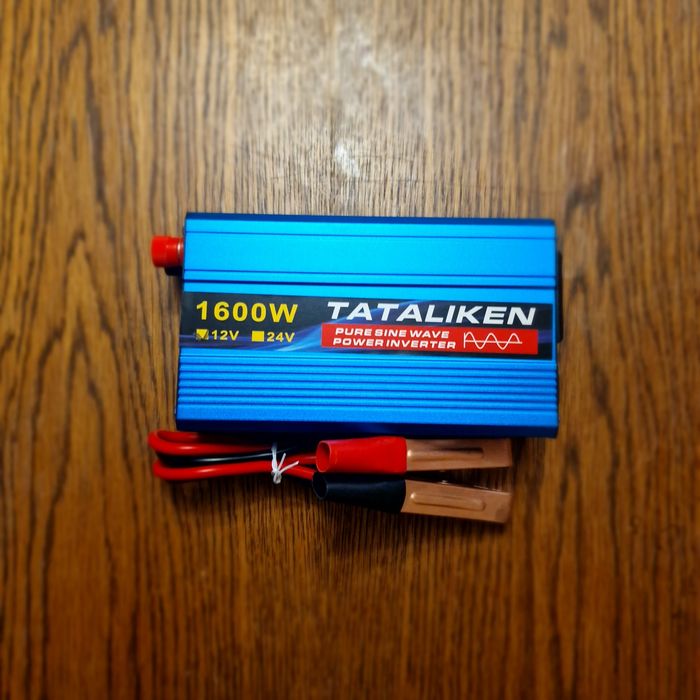 1600W
12V 24V
TATALIKEN
PURE SINE WAVE
POWER INVERTER